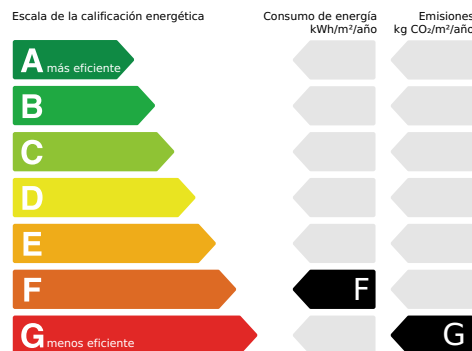 Escala de la calificación energética
Consumo de energía
kWh/m²/año
Emisiones
kg CO₂/m²/año
A más eficiente
B
C
D
E
F
F
G menos eficiente
G